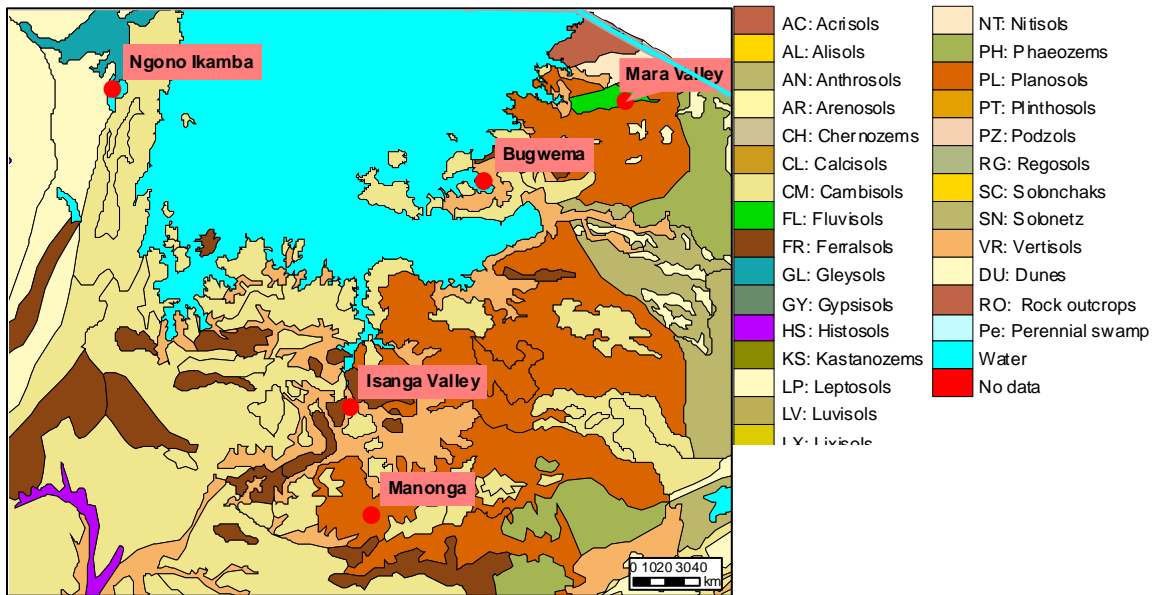 Ngono Ikamba
Mara Valley
Bugwema
Isanga Valley
Manonga
0 1020 3040
km
AC: Acrisols
AL: Alisols
AN: Anthrosols
AR: Arenosols
CH: Chernozems
CL: Calcisols
CM: Cambisols
FL: Fluvisols
FR: Ferralsols
GL: Gleysols
GY: Gypsisols
HS: Histosols
KS: Kastanozems
LP: Leptosols
LV: Luvisols
LX: Lixisols
NT: Nitisols
PH: Phaeozems
PL: Planosols
PT: Plinthosols
PZ: Podzols
RG: Regosols
SC: Solonchaks
SN: Solonetz
VR: Vertisols
DU: Dunes
RO: Rock outcrops
Pe: Perennial swamp
Water
No data